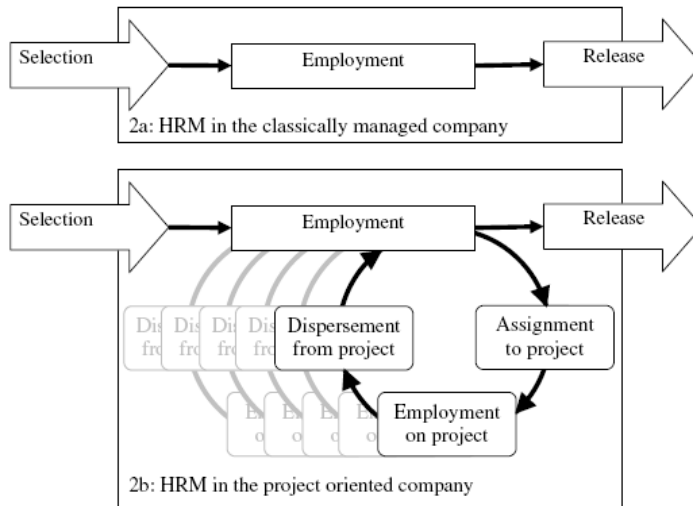 Selection
Employment
Release
2a: HRM in the classically managed company
Selection
Employment
Release
Dispersement
from project
Assignment
to project
Employment
on project
2b: HRM in the project oriented company